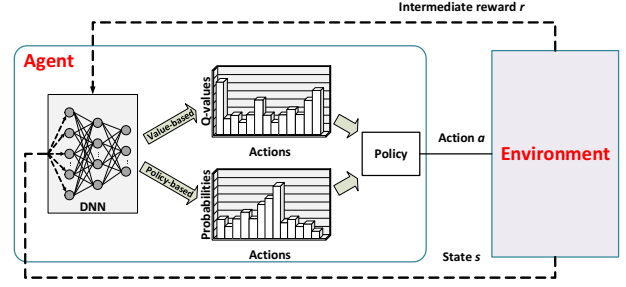 Intermediate reward r
Agent
Q-values
Value-based
Actions
Action a
Environment
Policy
Policy-based
Probabilities
DNN
Actions
State s